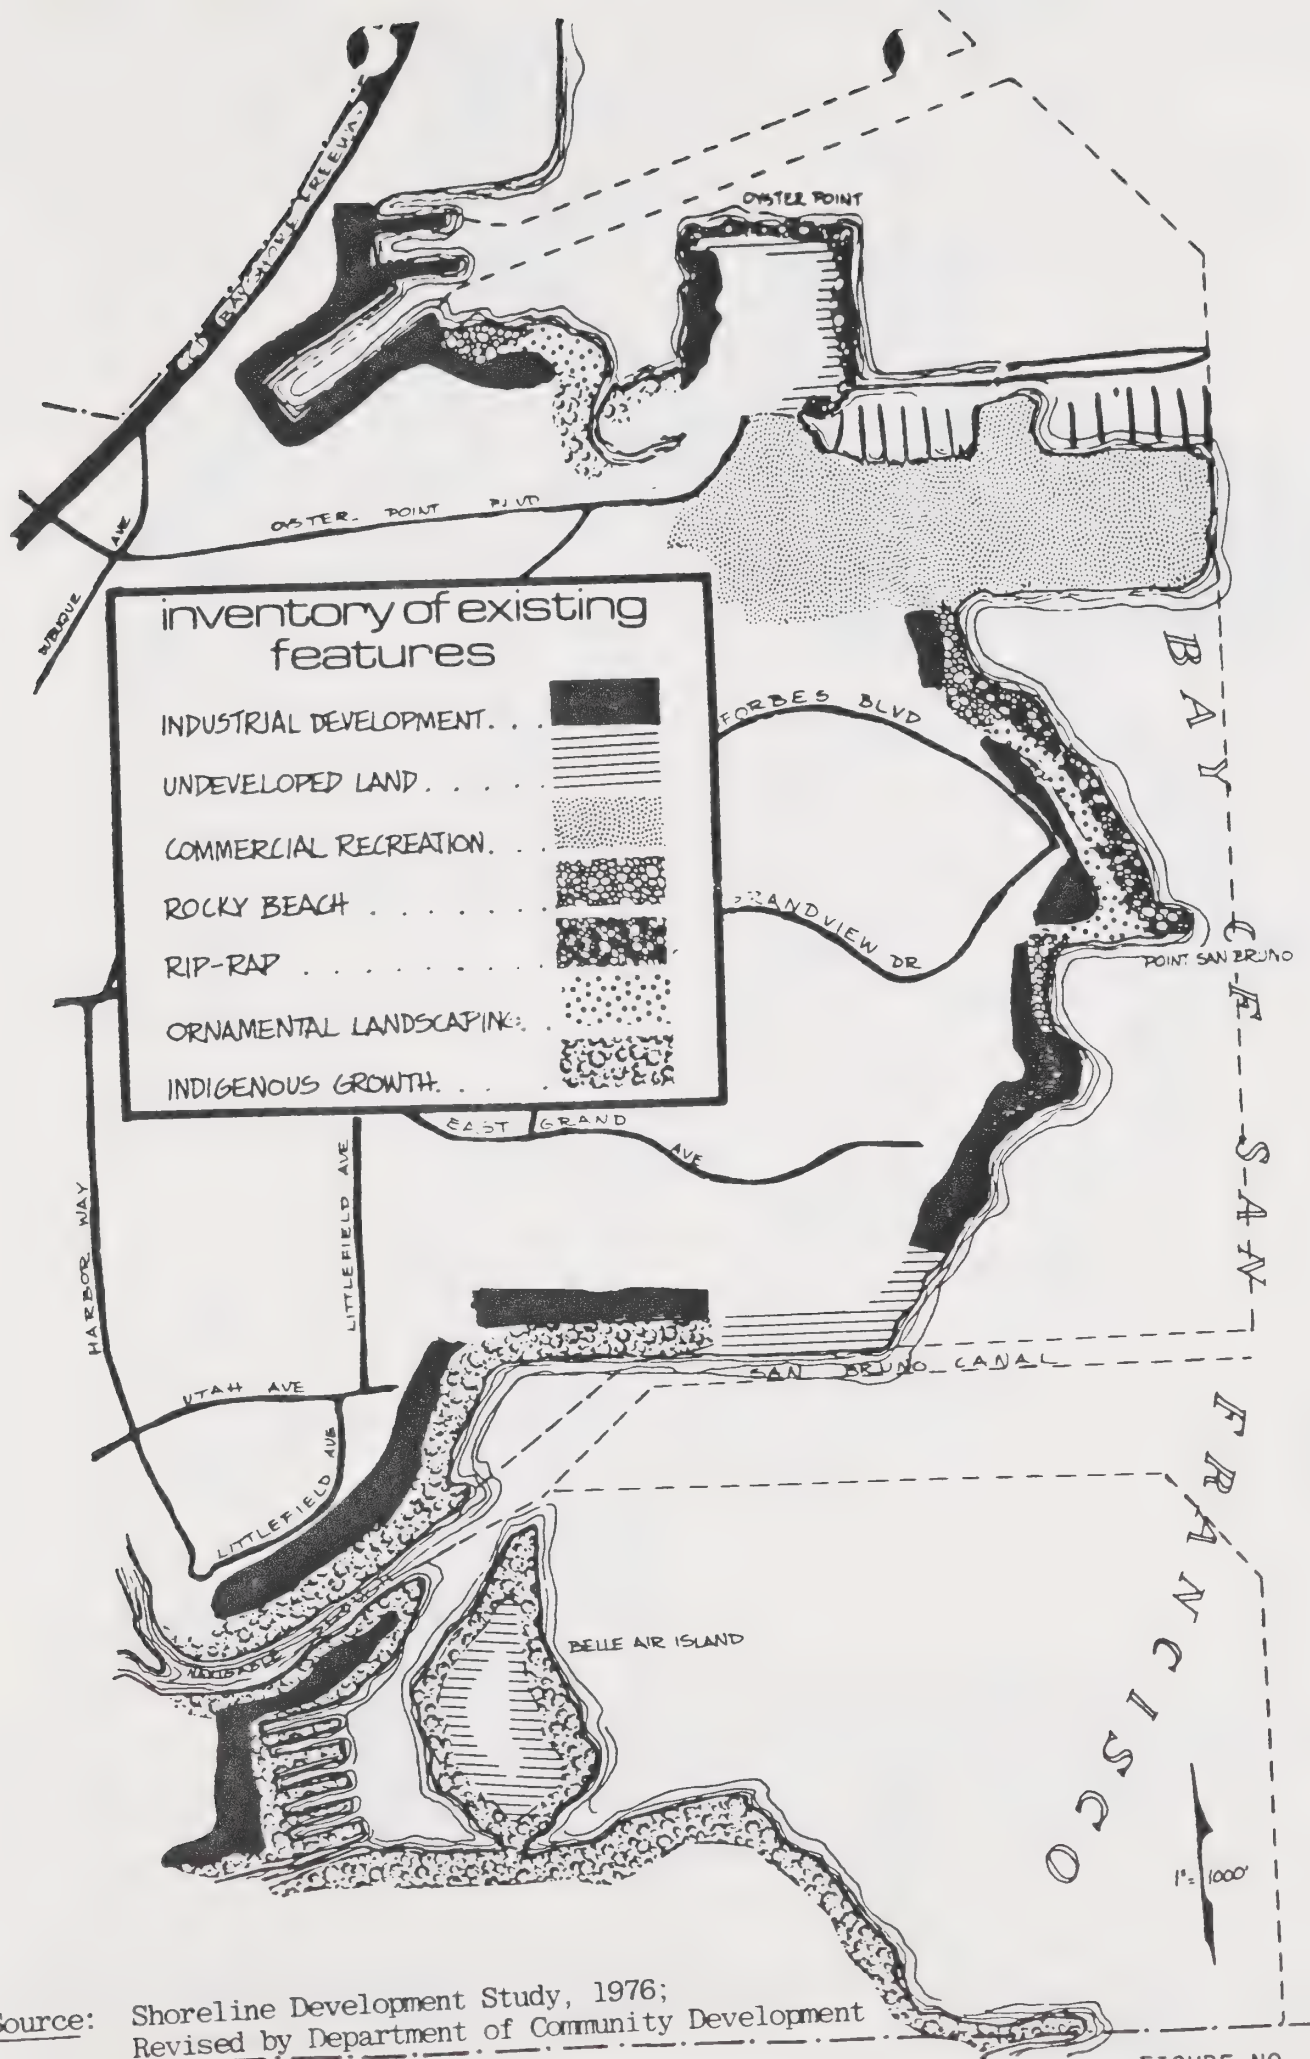 BAYSHORE FREEWAY
OYSTER POINT
OYSTER POINT BLVD
AVE
DUBUQUE
inventory of existing
features
INDUSTRIAL DEVELOPMENT. . .
UNDEVELOPED LAND . . . . .
COMMERCIAL RECREATION. . .
ROCKY BEACH . . . . . . .
RIP-RAP . . . . . . . . .
ORNAMENTAL LANDSCAPING. .
INDIGENOUS GROWTH. . . .
FORBES BLVD
GRANDVIEW DR
POINT SAN BRUNO
BAY OF SAN FRANCISCO
EAST GRAND AVE
HARBOR WAY
LITTLEFIELD AVE
UTAH AVE
LITTLEFIELD AVE
SAN BRUNO CANAL
NAVIGABLE
BELLE AIR ISLAND
1"= 1000'
Source: Shoreline Development Study, 1976;
Revised by Department of Community Development
FIGURE NO